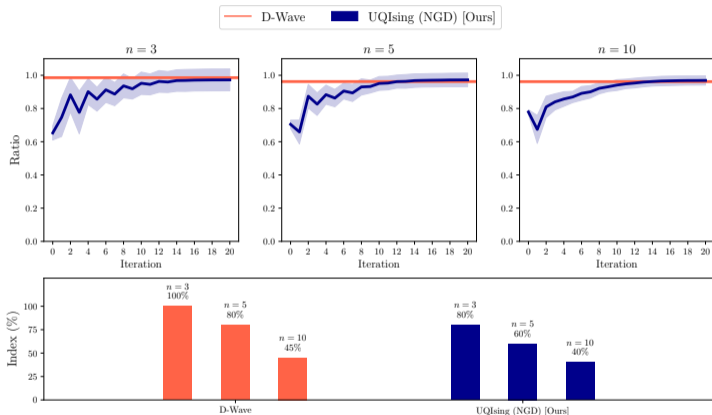 D-Wave UQIsing (NGD) [Ours]
n = 3 n = 5 n = 10
Ratio
1.0
0.8
0.6
0.4
0.2
0.0
0 2 4 6 8 10 12 14 16 18 20
Iteration
1.0
0.8
0.6
0.4
0.2
0.0
0 2 4 6 8 10 12 14 16 18 20
Iteration
1.0
0.8
0.6
0.4
0.2
0.0
0 2 4 6 8 10 12 14 16 18 20
Iteration
Index (%)
100
75
50
25
0
n = 3
100%
n = 5
80%
n = 10
45%
n = 3
80%
n = 5
60%
n = 10
40%
D-Wave UQIsing (NGD) [Ours]